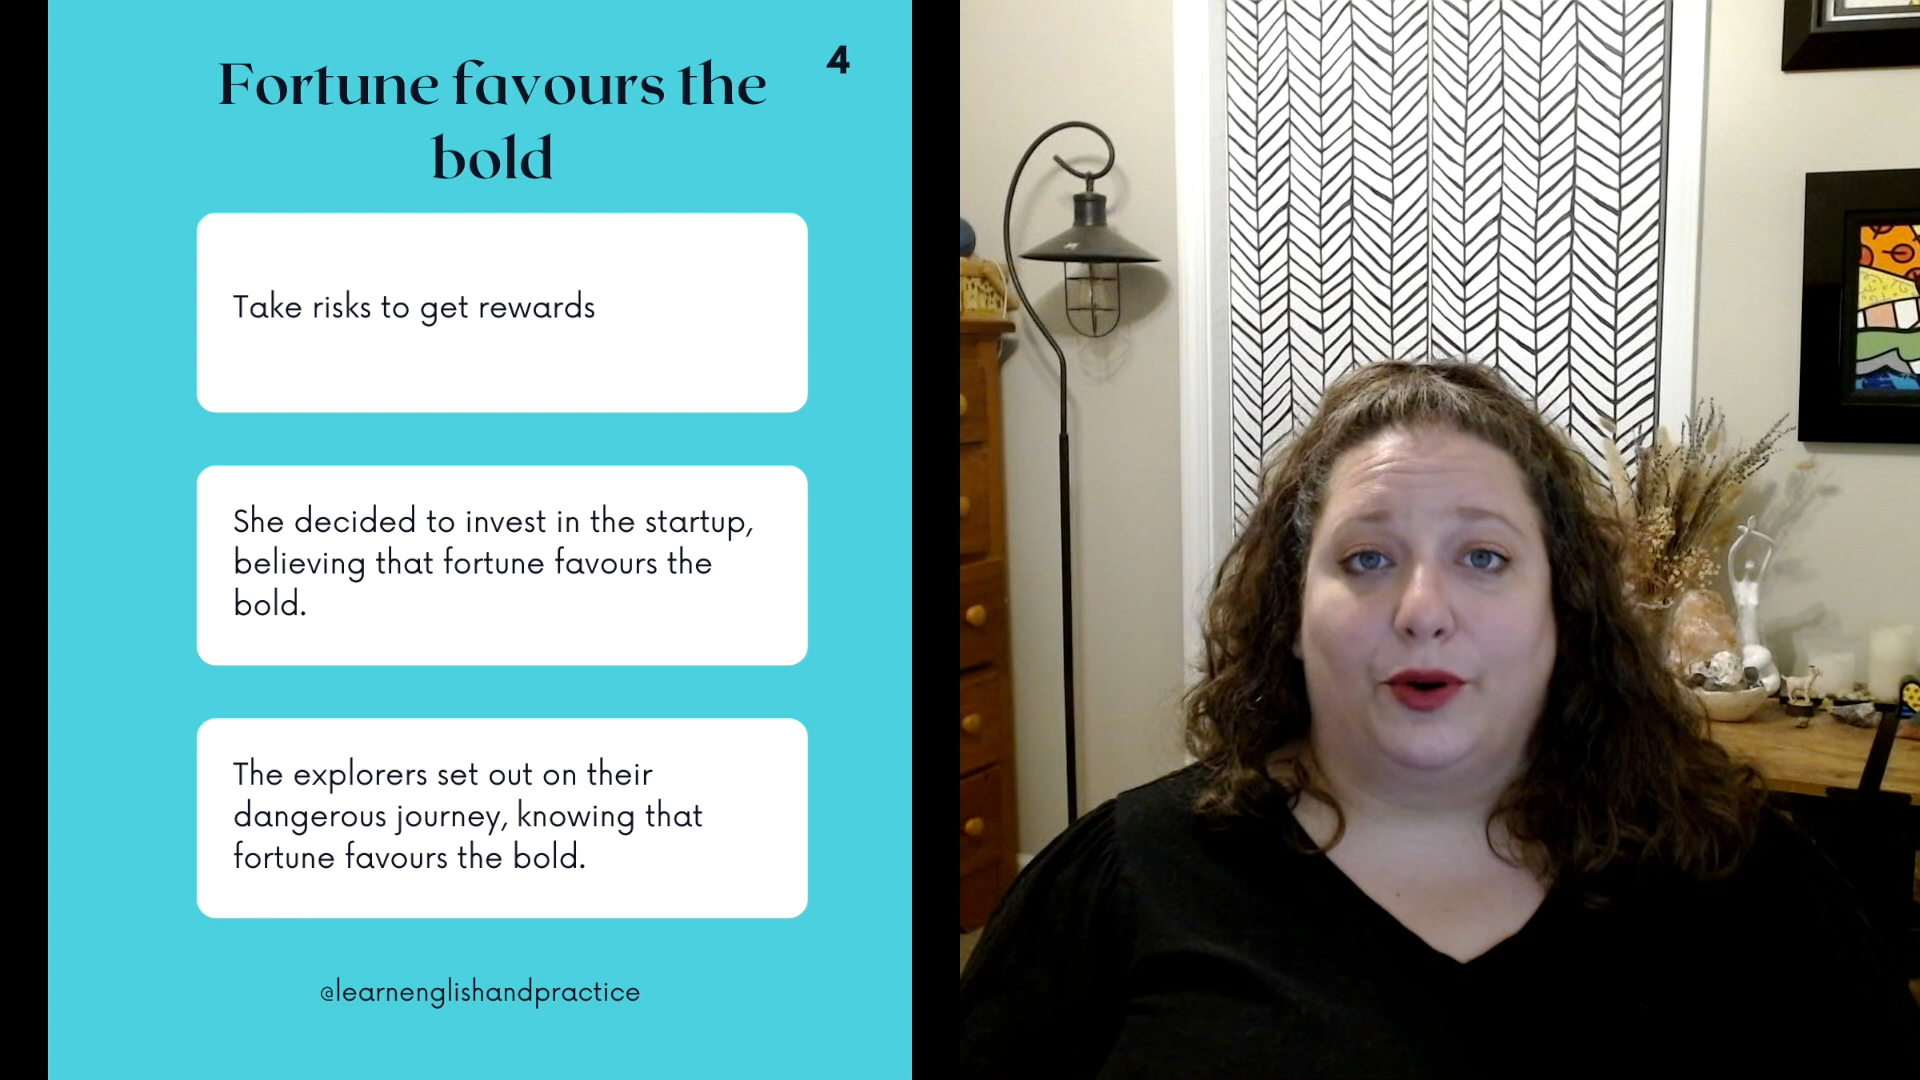 Fortune favours the
bold
4
Take risks to get rewards
She decided to invest in the startup,
believing that fortune favours the
bold.
The explorers set out on their
dangerous journey, knowing that
fortune favours the bold.
@learnenglishandpractice